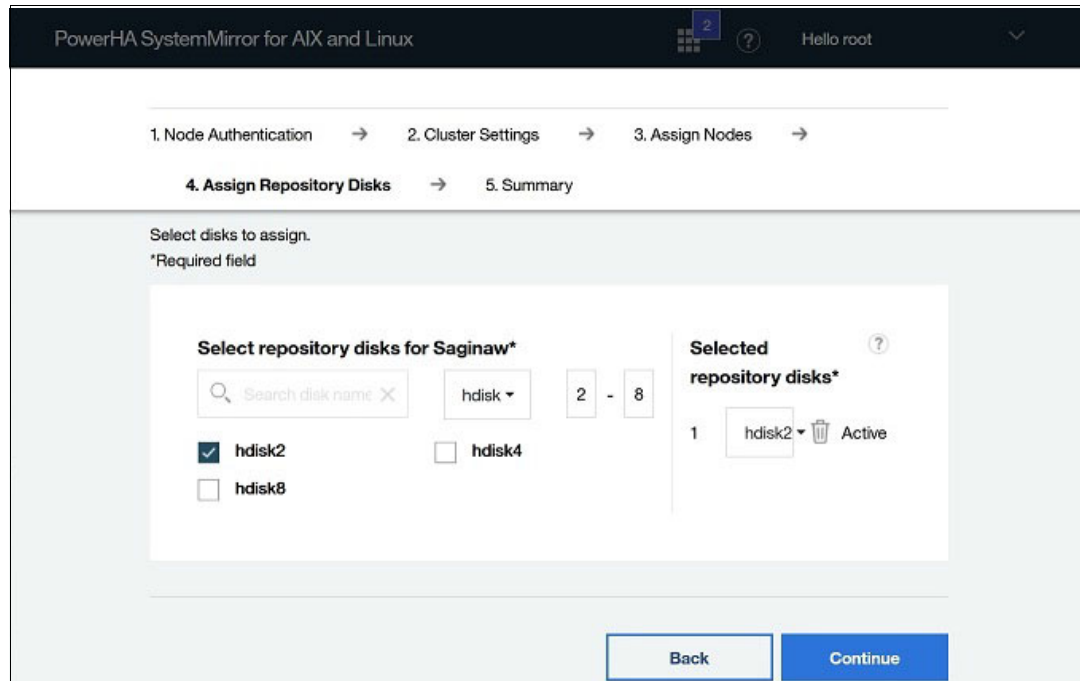 PowerHA SystemMirror for AIX and Linux 2 ? Hello root
1. Node Authentication → 2. Cluster Settings → 3. Assign Nodes →
4. Assign Repository Disks → 5. Summary
Select disks to assign.
*Required field
Select repository disks for Saginaw*
Search disk name hdisk 2 - 8
hdisk2 hdisk4
hdisk8
Selected ?
repository disks*
1 hdisk2 Active
Back Continue